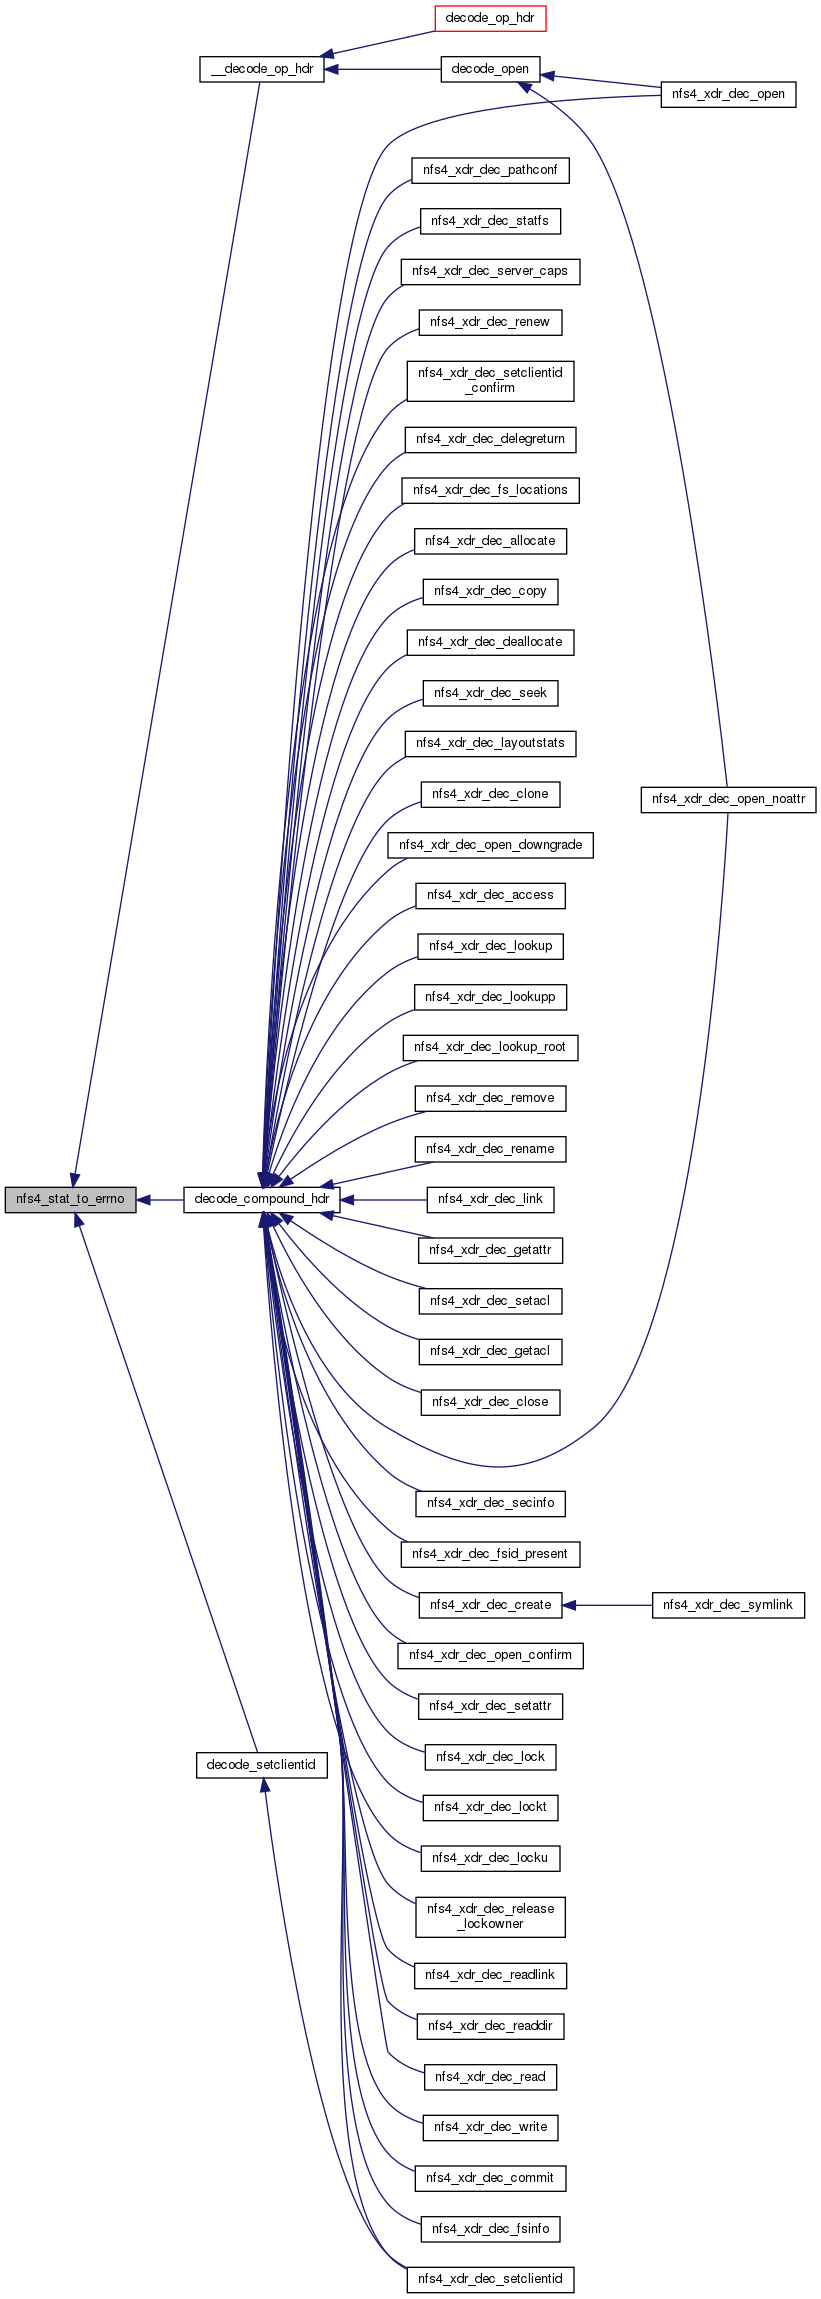 decode_op_hdr
__decode_op_hdr
decode_open
nfs4_xdr_dec_open
nfs4_xdr_dec_pathconf
nfs4_xdr_dec_statfs
nfs4_xdr_dec_server_caps
nfs4_xdr_dec_renew
nfs4_xdr_dec_setclientid
_confirm
nfs4_xdr_dec_delegreturn
nfs4_xdr_dec_fs_locations
nfs4_xdr_dec_allocate
nfs4_xdr_dec_copy
nfs4_xdr_dec_deallocate
nfs4_xdr_dec_seek
nfs4_xdr_dec_layoutstats
nfs4_xdr_dec_clone
nfs4_xdr_dec_open_noattr
nfs4_xdr_dec_open_downgrade
nfs4_xdr_dec_access
nfs4_xdr_dec_lookup
nfs4_xdr_dec_lookupp
nfs4_xdr_dec_lookup_root
nfs4_xdr_dec_remove
nfs4_xdr_dec_rename
nfs4_stat_to_errno
decode_compound_hdr
nfs4_xdr_dec_link
nfs4_xdr_dec_getattr
nfs4_xdr_dec_setacl
nfs4_xdr_dec_getacl
nfs4_xdr_dec_close
nfs4_xdr_dec_secinfo
nfs4_xdr_dec_fsid_present
nfs4_xdr_dec_create
nfs4_xdr_dec_symlink
nfs4_xdr_dec_open_confirm
nfs4_xdr_dec_setattr
nfs4_xdr_dec_lock
decode_setclientid
nfs4_xdr_dec_lockt
nfs4_xdr_dec_locku
nfs4_xdr_dec_release
_lockowner
nfs4_xdr_dec_readlink
nfs4_xdr_dec_readdir
nfs4_xdr_dec_read
nfs4_xdr_dec_write
nfs4_xdr_dec_commit
nfs4_xdr_dec_fsinfo
nfs4_xdr_dec_setclientid